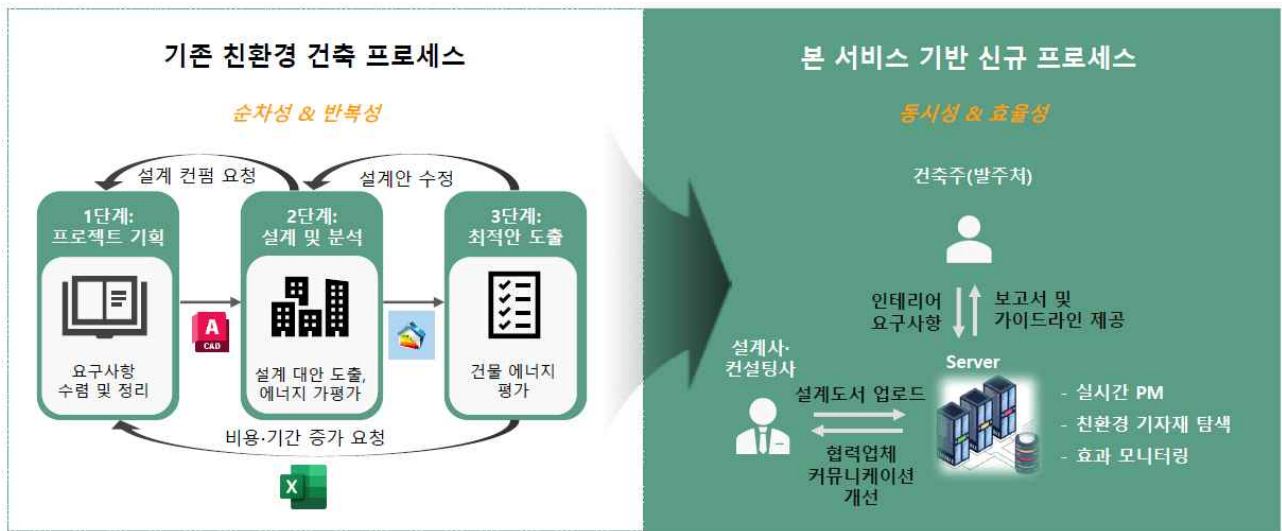 기존 친환경 건축 프로세스
순차성 & 반복성
설계 컨펌 요청
설계안 수정
1단계:
프로젝트 기획
요구사항
수렴 및 정리
A
CAD
2단계:
설계 및 분석
설계 대안 도출,
에너지 가평가
3단계:
최적안 도출
건물 에너지
평가
비용·기간 증가 요청
X
본 서비스 기반 신규 프로세스
동시성 & 효율성
건축주(발주처)
인테리어
요구사항
보고서 및
가이드라인 제공
설계사·
컨설팅사
설계도서 업로드
협력업체
커뮤니케이션
개선
Server
- 실시간 PM
- 친환경 기자재 탐색
- 효과 모니터링